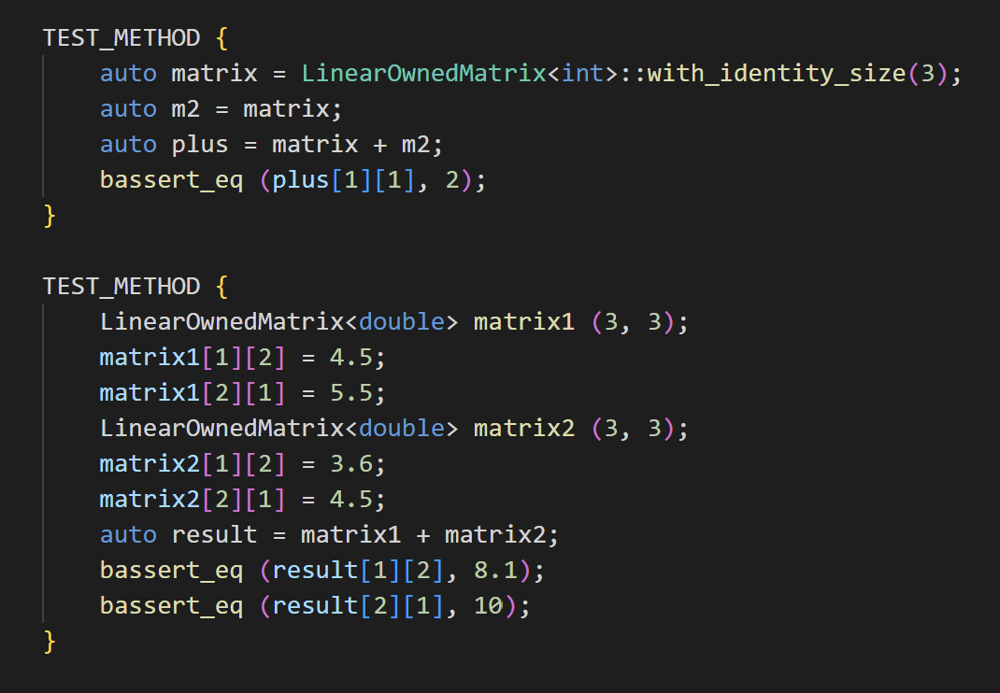 TEST_METHOD {
    auto matrix = LinearOwnedMatrix<int>::with_identity_size(3);
    auto m2 = matrix;
    auto plus = matrix + m2;
    bassert_eq (plus[1][1], 2);
}

TEST_METHOD {
    LinearOwnedMatrix<double> matrix1 (3, 3);
    matrix1[1][2] = 4.5;
    matrix1[2][1] = 5.5;
    LinearOwnedMatrix<double> matrix2 (3, 3);
    matrix2[1][2] = 3.6;
    matrix2[2][1] = 4.5;
    auto result = matrix1 + matrix2;
    bassert_eq (result[1][2], 8.1);
    bassert_eq (result[2][1], 10);
}